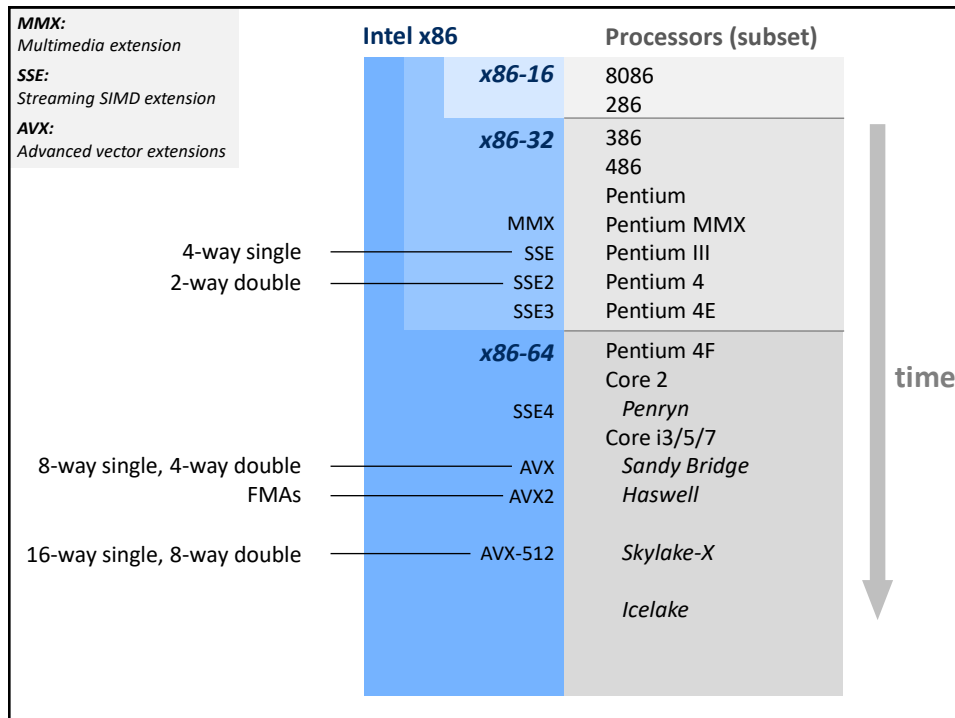 MMX:
Multimedia extension
SSE:
Streaming SIMD extension
AVX:
Advanced vector extensions
Intel x86
Processors (subset)
x86-16
8086
286
x86-32
386
486
Pentium
MMX
Pentium MMX
4-way single
SSE
Pentium III
2-way double
SSE2
Pentium 4
SSE3
Pentium 4E
x86-64
Pentium 4F
Core 2
SSE4
Penryn
Core i3/5/7
8-way single, 4-way double
AVX
Sandy Bridge
FMAs
AVX2
Haswell
16-way single, 8-way double
AVX-512
Skylake-X
Icelake
time